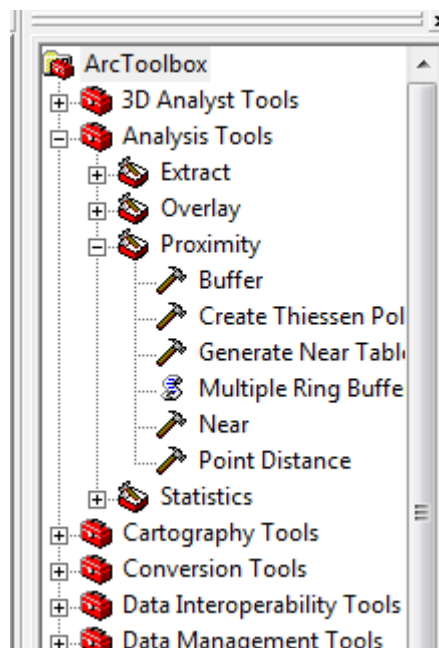 ArcToolbox
3D Analyst Tools
Analysis Tools
Extract
Overlay
Proximity
Buffer
Create Thiessen Pol
Generate Near Table
Multiple Ring Buffe
Near
Point Distance
Statistics
Cartography Tools
Conversion Tools
Data Interoperability Tools
Data Management Tools